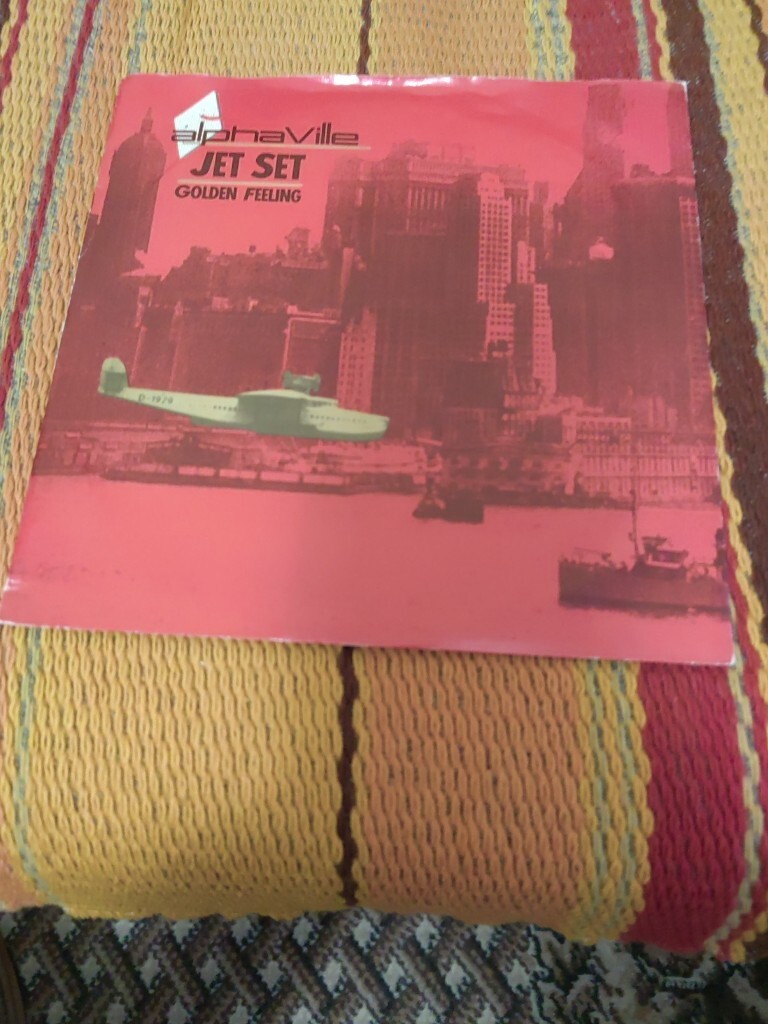 alphaville
JET SET
GOLDEN FEELING
D-1929